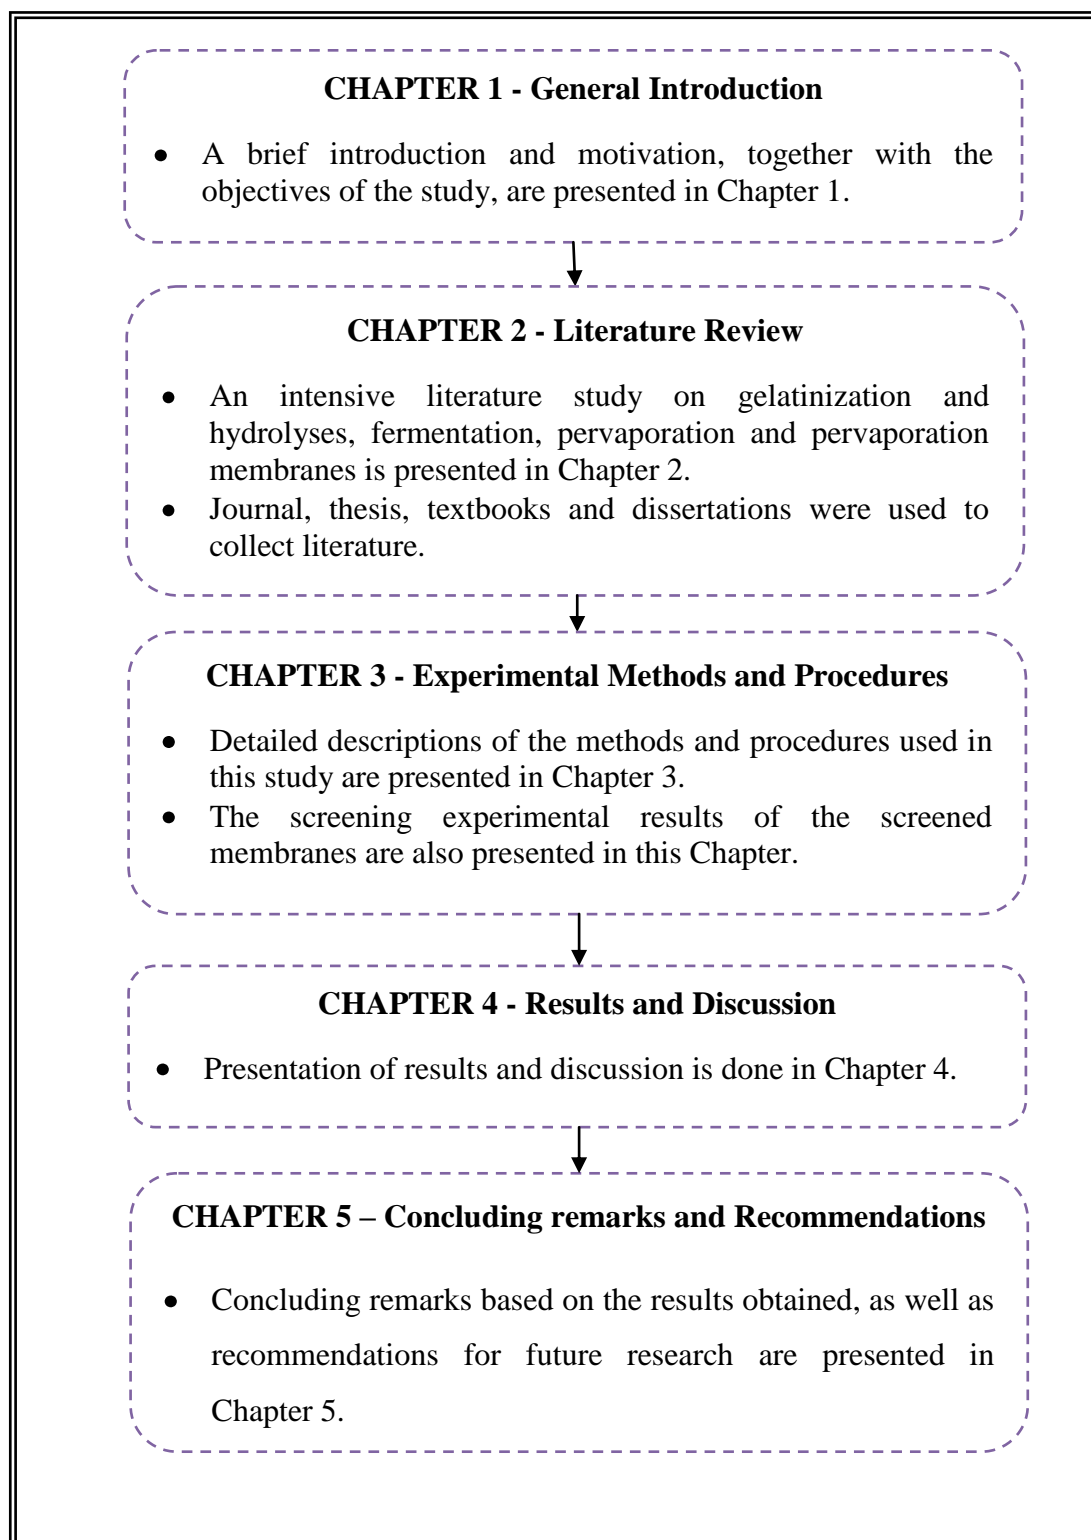 CHAPTER 1 - General Introduction
• A brief introduction and motivation, together with the
objectives of the study, are presented in Chapter 1.
CHAPTER 2 - Literature Review
• An intensive literature study on gelatinization and
hydrolyses, fermentation, pervaporation and pervaporation
membranes is presented in Chapter 2.
• Journal, thesis, textbooks and dissertations were used to
collect literature.
CHAPTER 3 - Experimental Methods and Procedures
• Detailed descriptions of the methods and procedures used in
this study are presented in Chapter 3.
• The screening experimental results of the screened
membranes are also presented in this Chapter.
CHAPTER 4 - Results and Discussion
• Presentation of results and discussion is done in Chapter 4.
CHAPTER 5 – Concluding remarks and Recommendations
• Concluding remarks based on the results obtained, as well as
recommendations for future research are presented in
Chapter 5.